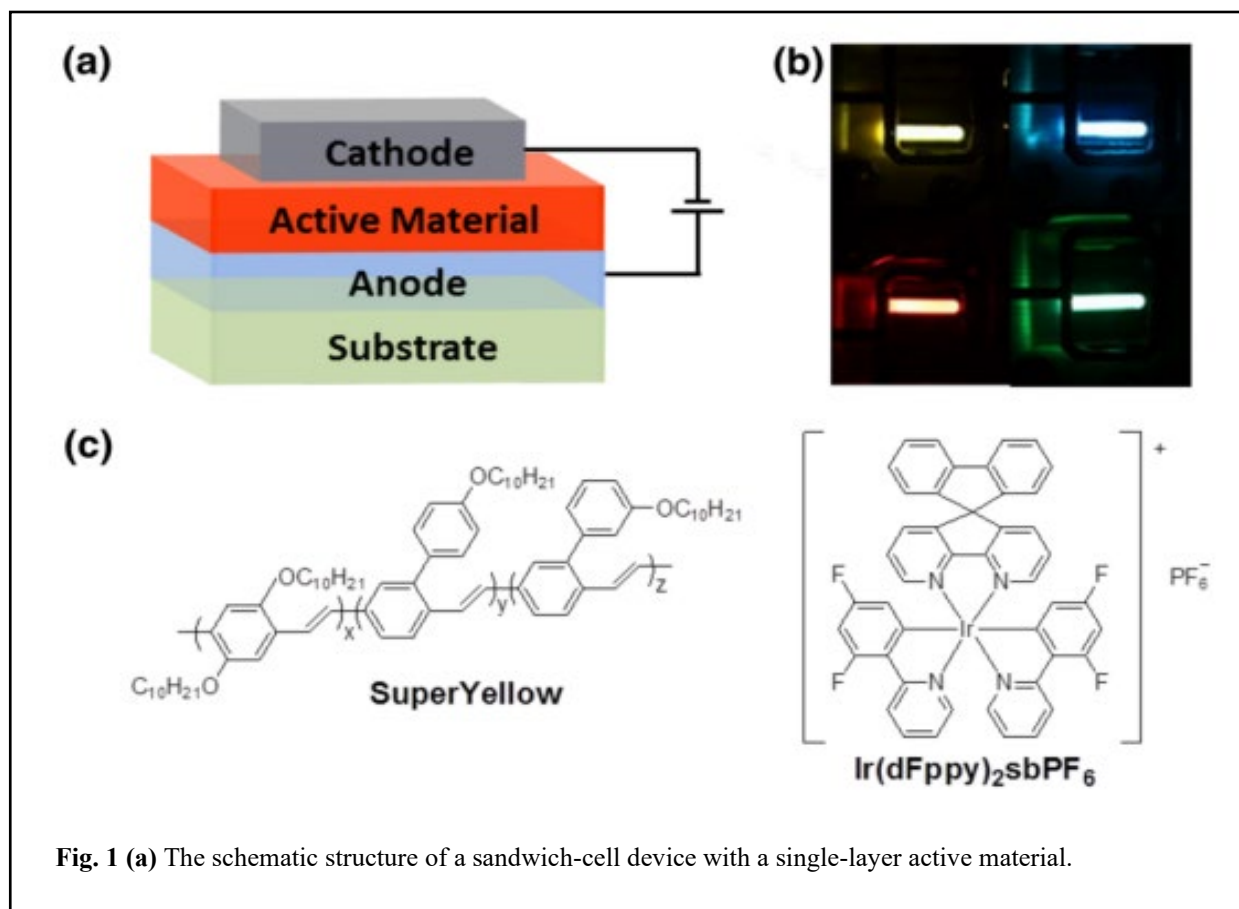 (a)
Cathode
Active Material
Anode
Substrate
(b)
(c)
OC10H21
C10H21O
x
OC10H21
y
OC10H21
z
SuperYellow
+
PF6−
N N
F F
Ir
F N N F
Ir(dFppy)2sbPF6
Fig. 1 (a) The schematic structure of a sandwich-cell device with a single-layer active material.